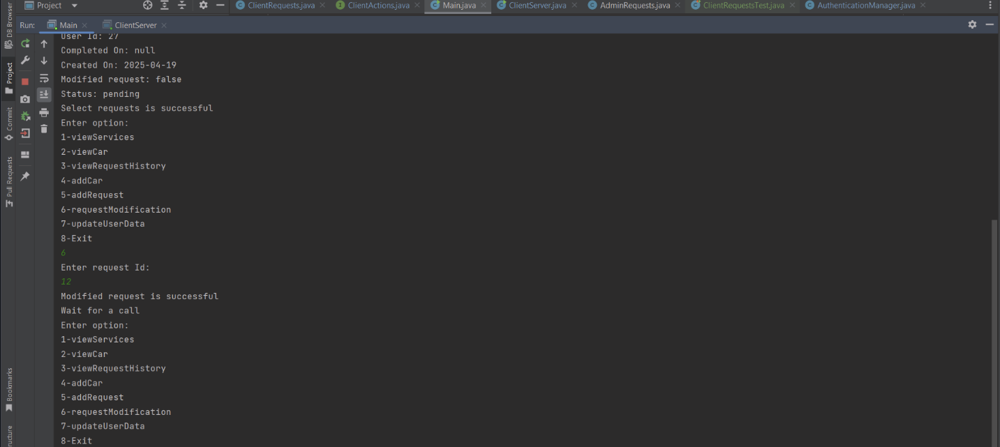 Project
ClientRequests.java
ClientActions.java
Main.java
ClientServer.java
AdminRequests.java
ClientRequestsTest.java
AuthenticationManager.java
Run:
Main
ClientServer
DB Browser
Project
Commit
Pull Requests
Bookmarks
User Id: 27
Completed On: null
Created On: 2025-04-19
Modified request: false
Status: pending
Select requests is successful
Enter option:
1-viewServices
2-viewCar
3-viewRequestHistory
4-addCar
5-addRequest
6-requestModification
7-updateUserData
8-Exit
6
Enter request Id:
12
Modified request is successful
Wait for a call
Enter option:
1-viewServices
2-viewCar
3-viewRequestHistory
4-addCar
5-addRequest
6-requestModification
7-updateUserData
8-Exit